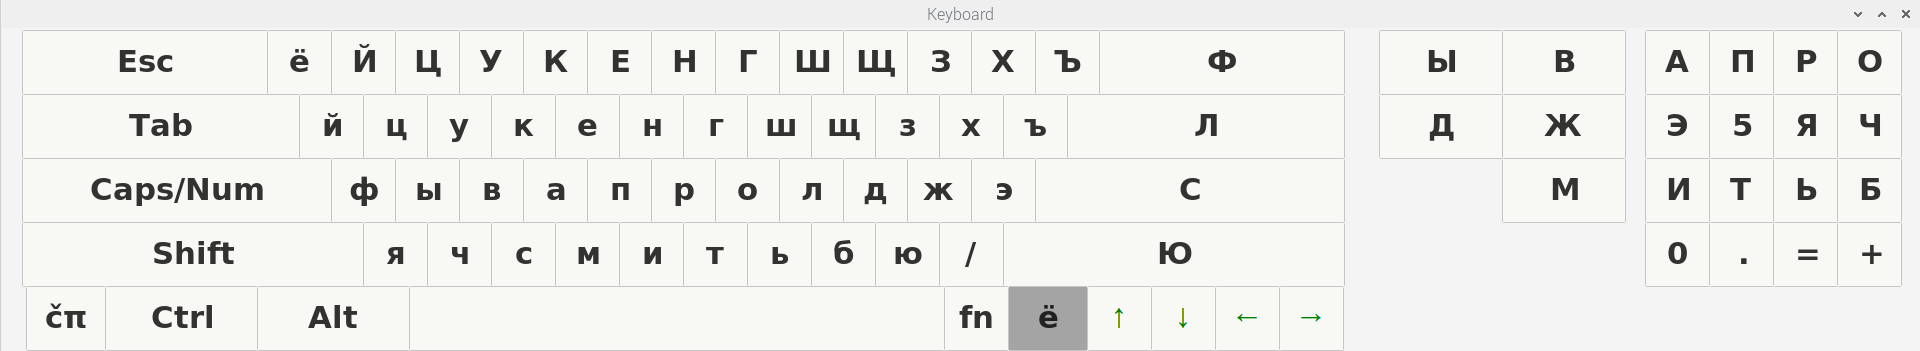 Keyboard
Esc ё Й Ц У К Е Н Г Ш Щ З Х Ъ Ф Ы В А П Р О
Tab й ц у к е н г ш щ з х ъ Л Д Ж Э 5 Я Ч
Caps/Num ф ы в а п р о л д ж э С М И Т Ь Б
Shift я ч с м и т ь б ю / Ю 0 . = +
čπ Ctrl Alt fn ё ↑ ↓ ← →